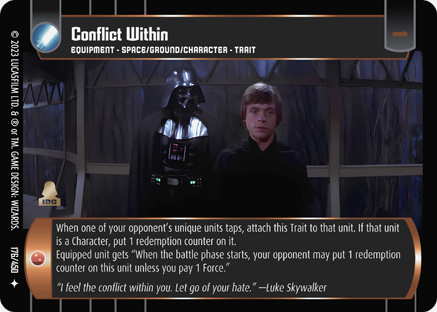 Conflict Within
EQUIPMENT - SPACE/GROUND/CHARACTER - TRAIT
© 2023 LUCASFILM LTD. & ® or TM. GAME DESIGN: WIZARDS.
175/450
When one of your opponent's unique units taps, attach this Trait to that unit. If that unit
is a Character, put 1 redemption counter on it.
Equipped unit gets "When the battle phase starts, your opponent may put 1 redemption
counter on this unit unless you pay 1 Force."
"I feel the conflict within you. Let go of your hate." —Luke Skywalker